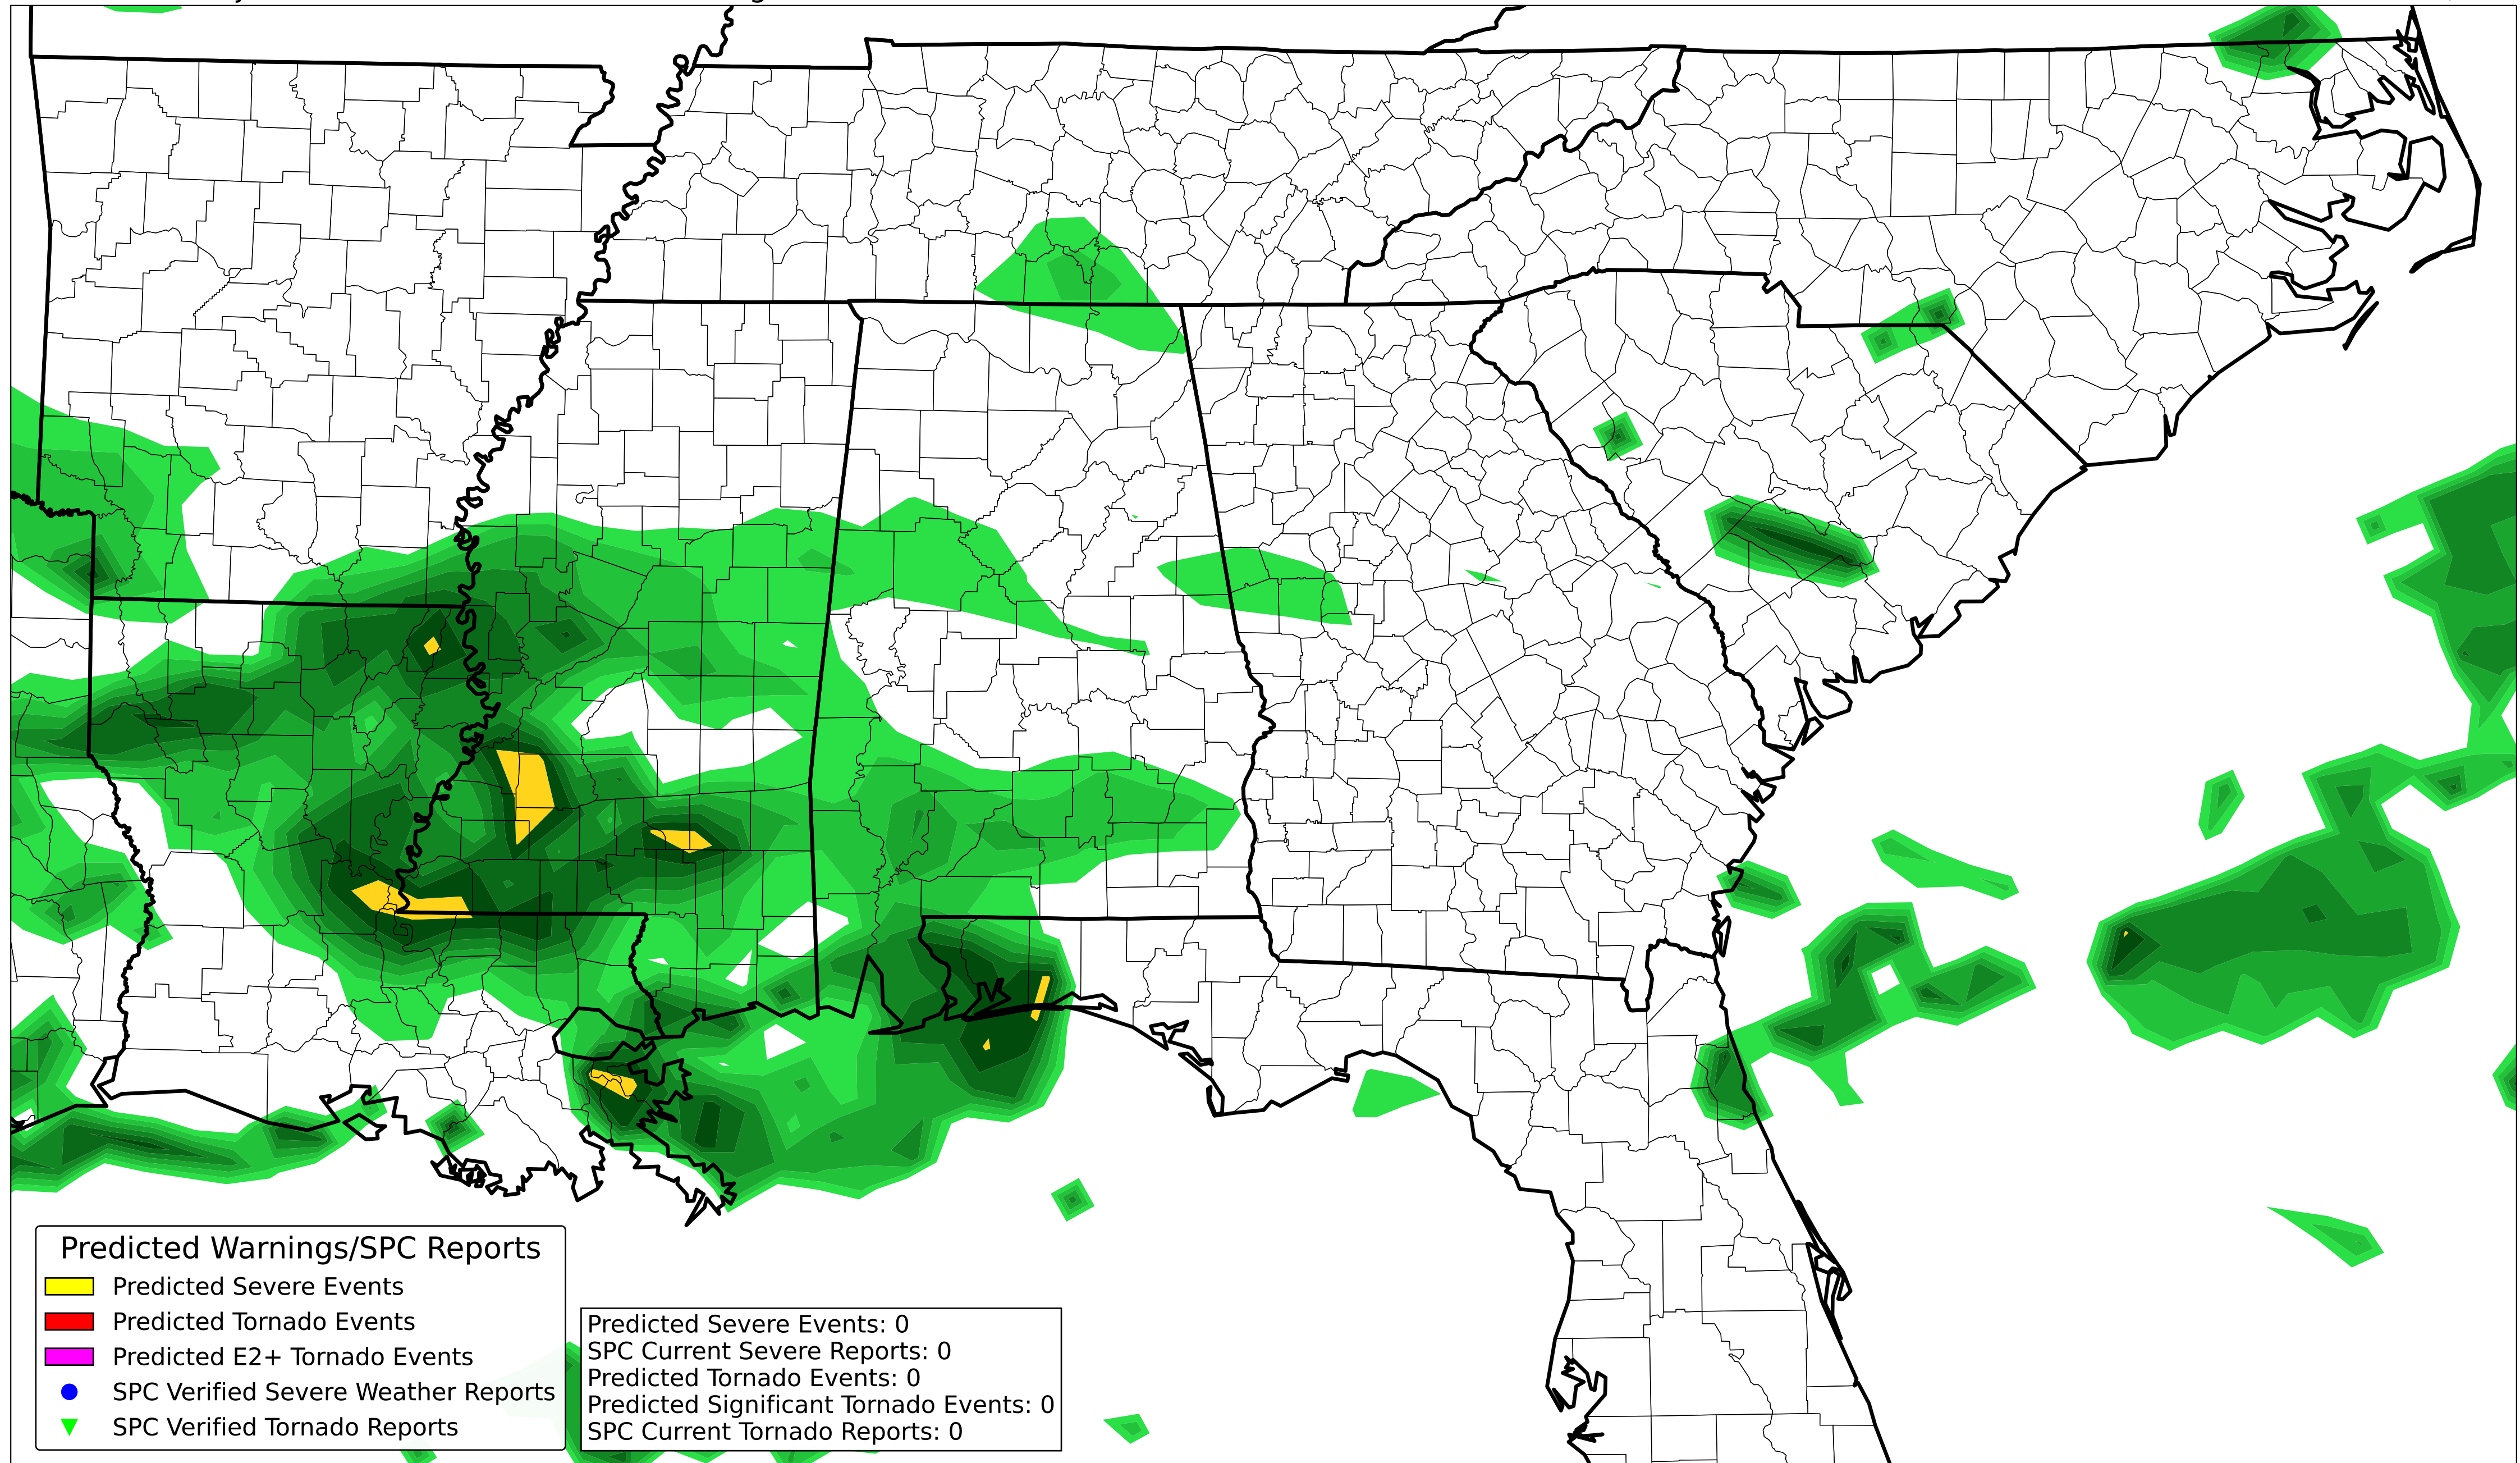 Predicted Warnings/SPC Reports
Predicted Severe Events
Predicted Tornado Events
Predicted E2+ Tornado Events
SPC Verified Severe Weather Reports
SPC Verified Tornado Reports
Predicted Severe Events: 0
SPC Current Severe Reports: 0
Predicted Tornado Events: 0
Predicted Significant Tornado Events: 0
SPC Current Tornado Reports: 0